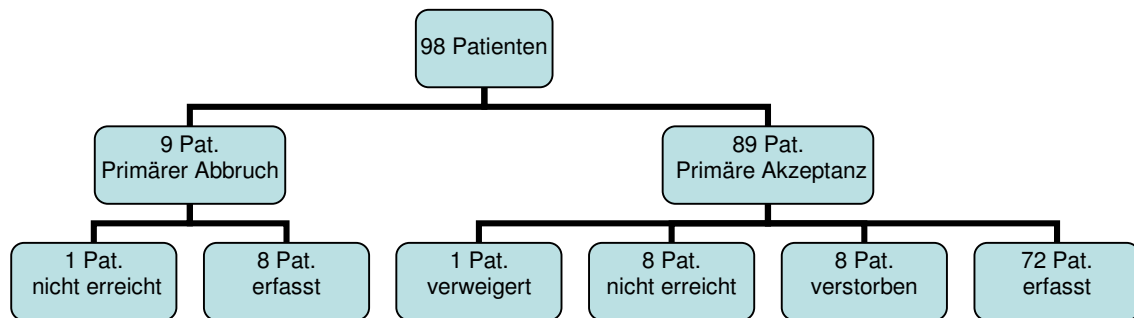 98 Patienten
9 Pat.
Primärer Abbruch
89 Pat.
Primäre Akzeptanz
1 Pat.
nicht erreicht
8 Pat.
erfasst
1 Pat.
verweigert
8 Pat.
nicht erreicht
8 Pat.
verstorben
72 Pat.
erfasst